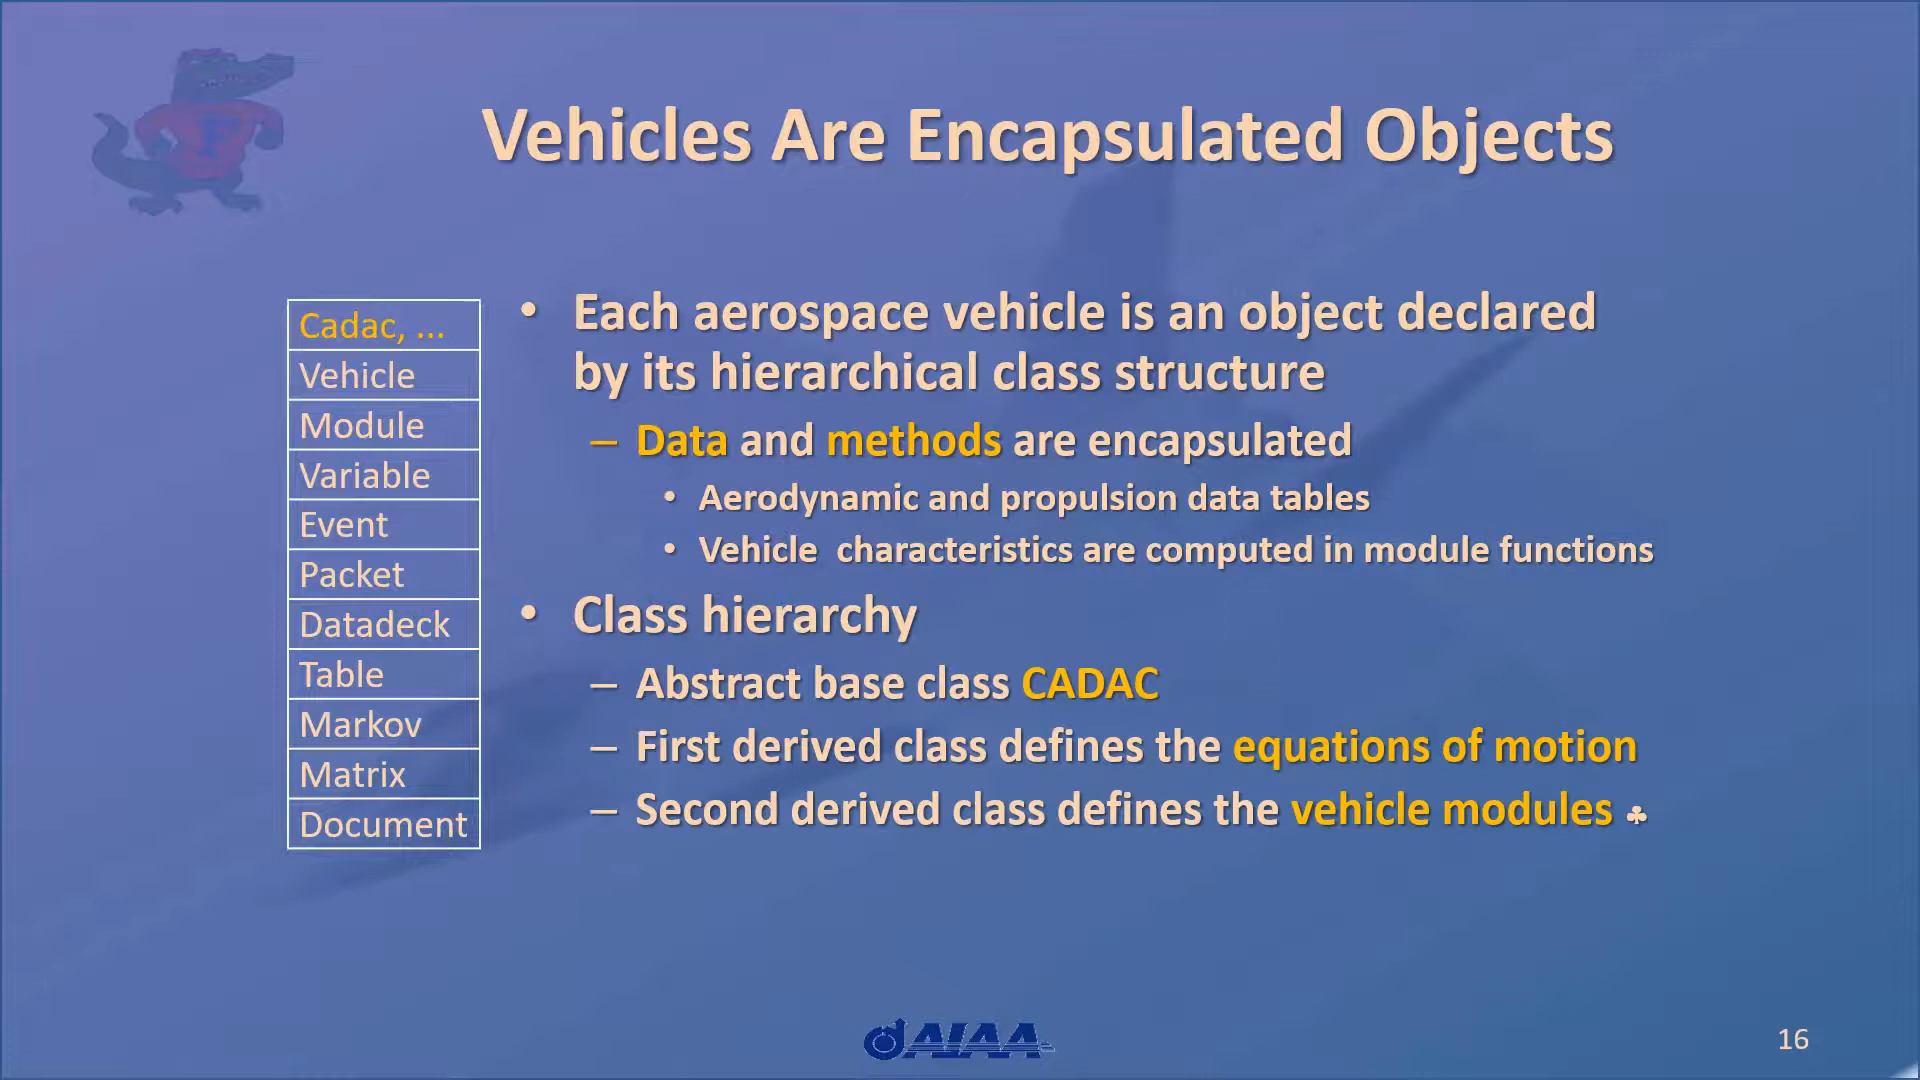 Vehicles Are Encapsulated Objects
Cadac, ...
Vehicle
Module
Variable
Event
Packet
Datadeck
Table
Markov
Matrix
Document
• Each aerospace vehicle is an object declared
by its hierarchical class structure
– Data and methods are encapsulated
• Aerodynamic and propulsion data tables
• Vehicle characteristics are computed in module functions
• Class hierarchy
– Abstract base class CADAC
– First derived class defines the equations of motion
– Second derived class defines the vehicle modules ♣
F
AIAA
16